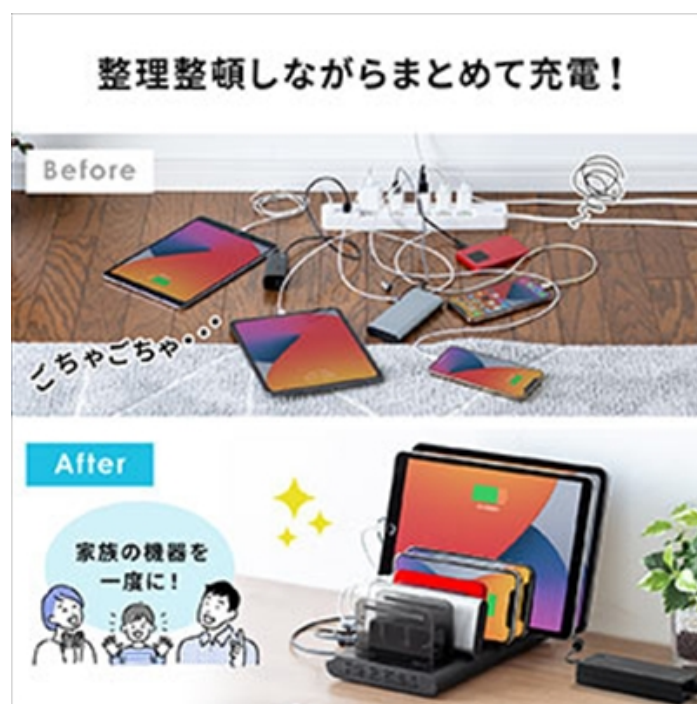 整理整頓しながらまとめて充電！
Before
ごちゃごちゃ・・・
After
家族の機器を
一度に！